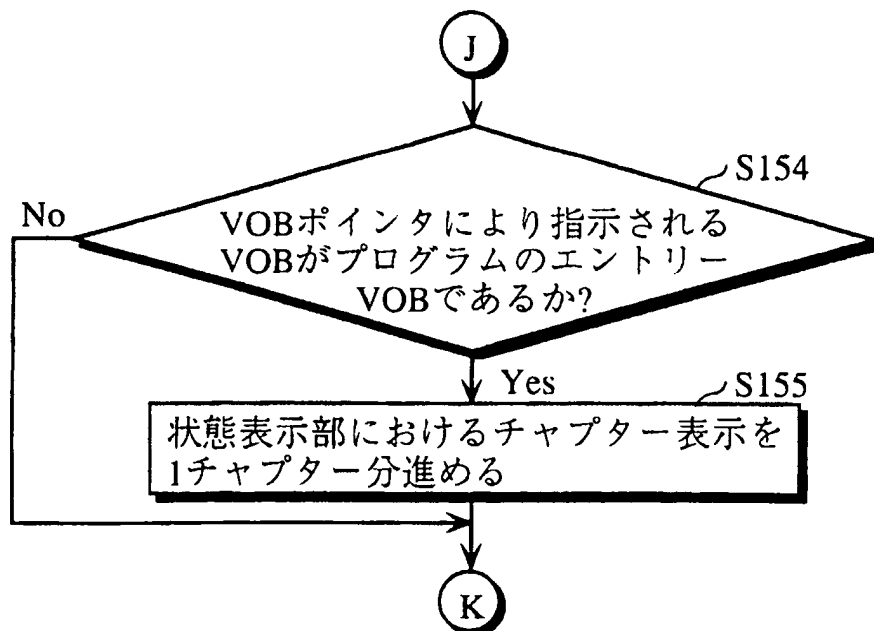 J
S154
No
VOBポインタにより指示される
VOBがプログラムのエントリー
VOBであるか?
Yes
S155
状態表示部におけるチャプター表示を
1チャプター分進める
K